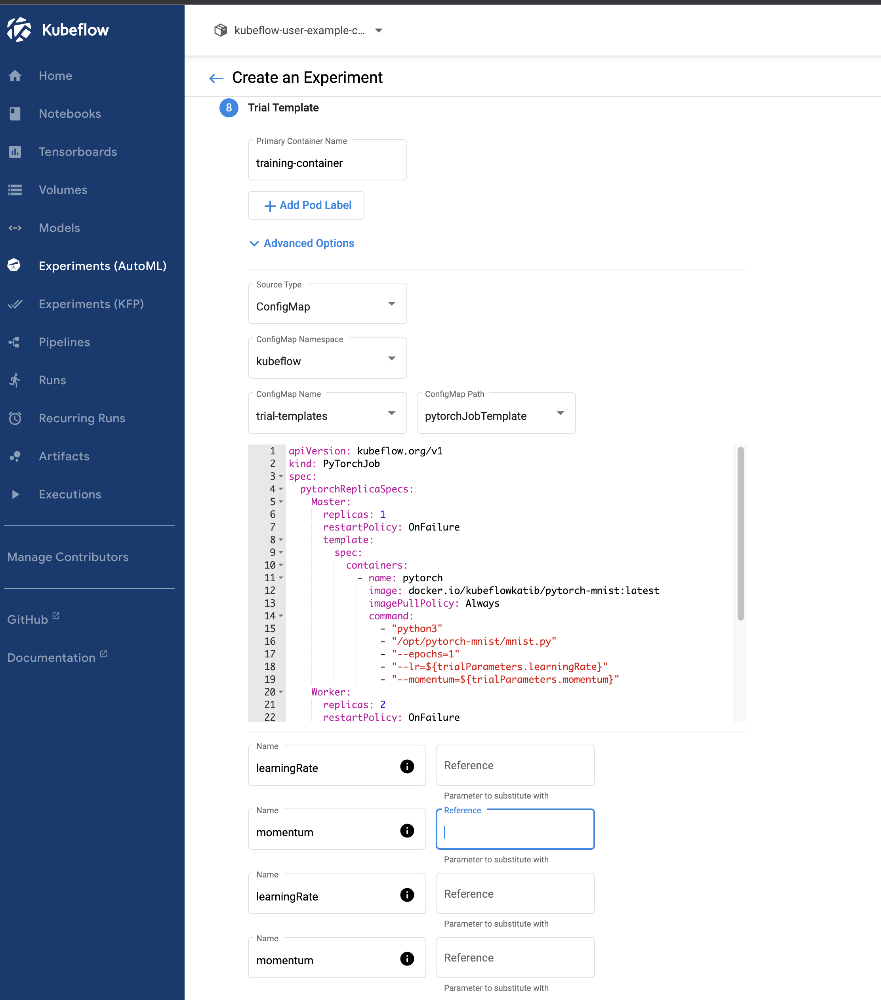 Kubeflow
Home
Notebooks
Tensorboards
Volumes
Models
Experiments (AutoML)
Experiments (KFP)
Pipelines
Runs
Recurring Runs
Artifacts
Executions
Manage Contributors
GitHub
Documentation
kubeflow-user-example-c...
Create an Experiment
8 Trial Template
Primary Container Name
training-container
Add Pod Label
Advanced Options
Source Type
ConfigMap
ConfigMap Namespace
kubeflow
ConfigMap Name ConfigMap Path
trial-templates pytorchJobTemplate
1 apiVersion: kubeflow.org/v1
2 kind: PyTorchJob
3 spec:
4 pytorchReplicaSpecs:
5 Master:
6 replicas: 1
7 restartPolicy: OnFailure
8 template:
9 spec:
10 containers:
11 - name: pytorch
12 image: docker.io/kubeflowkatib/pytorch-mnist:latest
13 imagePullPolicy: Always
14 command:
15 - "python3"
16 - "/opt/pytorch-mnist/mnist.py"
17 - "--epochs=1"
18 - "--lr=${trialParameters.learningRate}"
19 - "--momentum=${trialParameters.momentum}"
20 Worker:
21 replicas: 2
22 restartPolicy: OnFailure
Name
learningRate Reference
Parameter to substitute with
Name Reference
momentum
Parameter to substitute with
Name
learningRate Reference
Parameter to substitute with
Name
momentum Reference
Parameter to substitute with